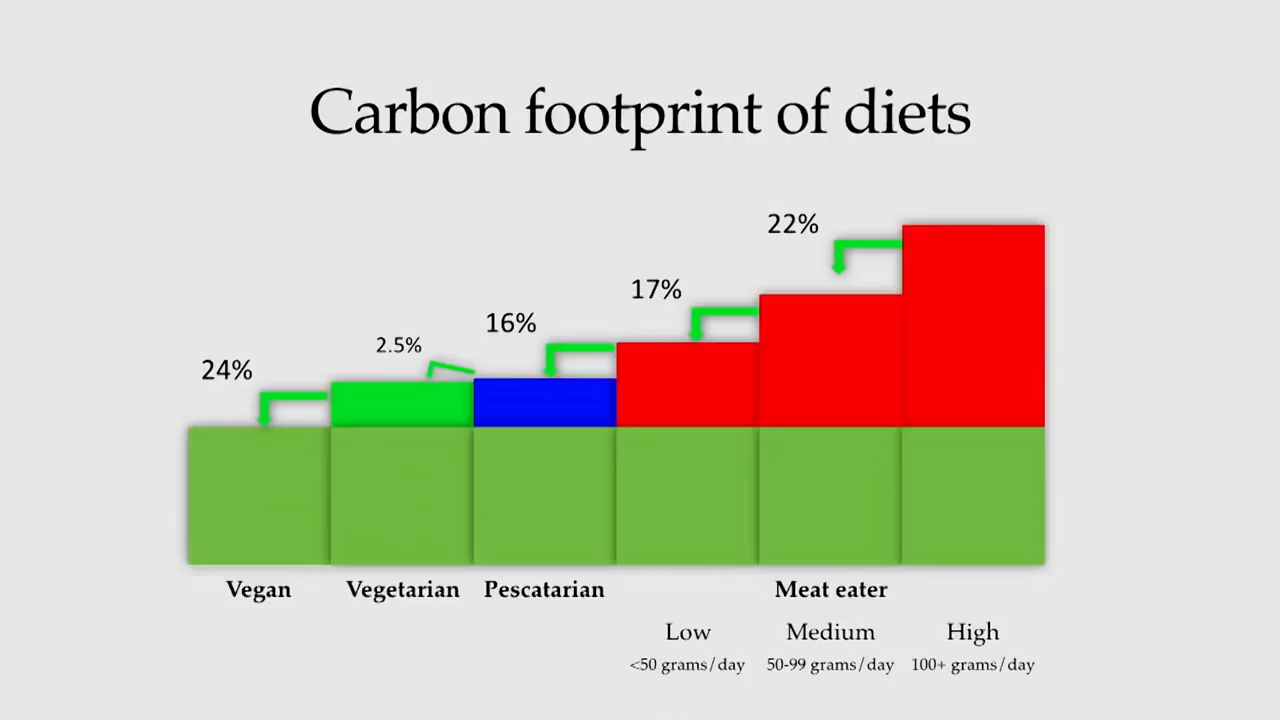 Carbon footprint of diets
22%
17%
16%
2.5%
24%
Vegan Vegetarian Pescatarian Meat eater
Low Medium High
<50 grams/day 50-99 grams/day 100+ grams/day